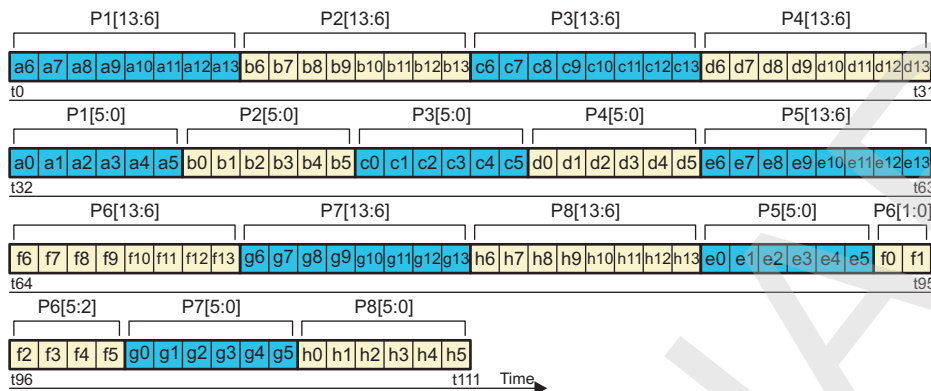 P1[13:6] P2[13:6] P3[13:6] P4[13:6]
a6 a7 a8 a9 a10 a11 a12 a13 b6 b7 b8 b9 b10 b11 b12 b13 c6 c7 c8 c9 c10 c11 c12 c13 d6 d7 d8 d9 d10 d11 d12 d13
t0 t31
P1[5:0] P2[5:0] P3[5:0] P4[5:0] P5[13:6]
a0 a1 a2 a3 a4 a5 b0 b1 b2 b3 b4 b5 c0 c1 c2 c3 c4 c5 d0 d1 d2 d3 d4 d5 e6 e7 e8 e9 e10 e11 e12 e13
t32 t63
P6[13:6] P7[13:6] P8[13:6] P5[5:0] P6[1:0]
f6 f7 f8 f9 f10 f11 f12 f13 g6 g7 g8 g9 g10 g11 g12 g13 h6 h7 h8 h9 h10 h11 h12 h13 e0 e1 e2 e3 e4 e5 f0 f1
t64 t95
P6[5:2] P7[5:0] P8[5:0]
f2 f3 f4 f5 g0 g1 g2 g3 g4 g5 h0 h1 h2 h3 h4 h5
t96 t111 Time